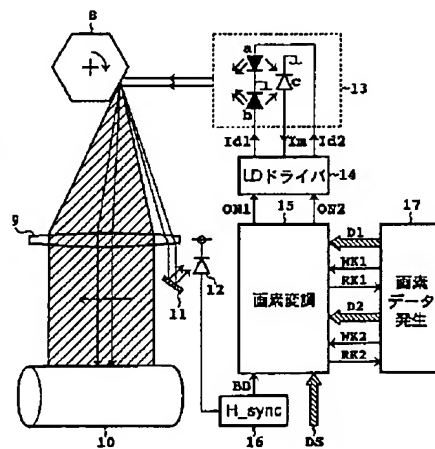 8
a
c
b
13
Id1
Im
Id2
LDドライバ
14
ON1
ON2
15
17
9
12
11
画素変調
D1
WK1
RK1
D2
WK2
RK2
画素
データ
発生
BD
H_sync
16
DS
10